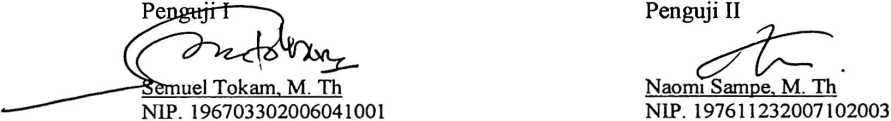 Penguji I
Semuel Tokam, M. Th
NIP. 196703302006041001
Penguji II
Naomi Sampe, M. Th
NIP. 197611232007102003